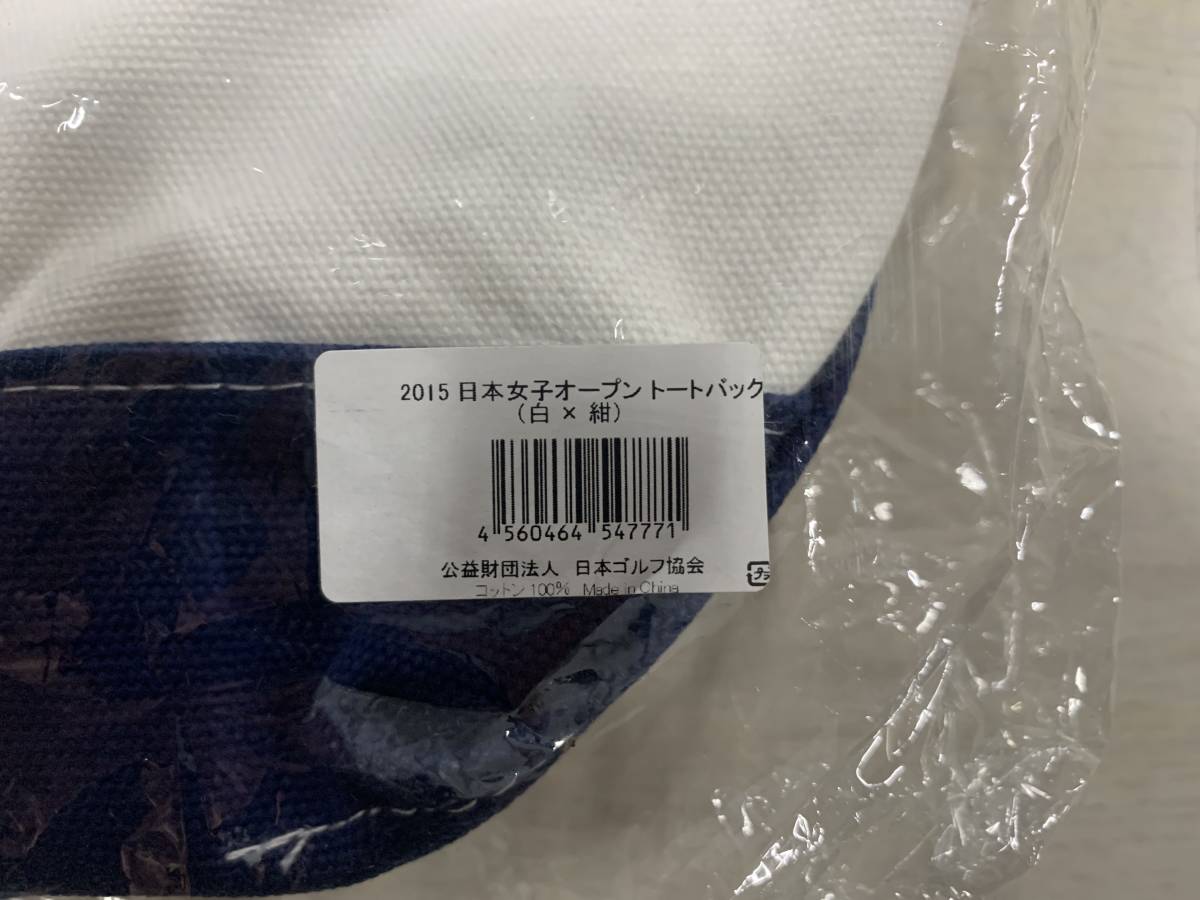 2015 日本女子オープン トートバック
（白 × 紺）
4 560464 547771
公益財団法人 日本ゴルフ協会
プラ
コットン 100% Made in China